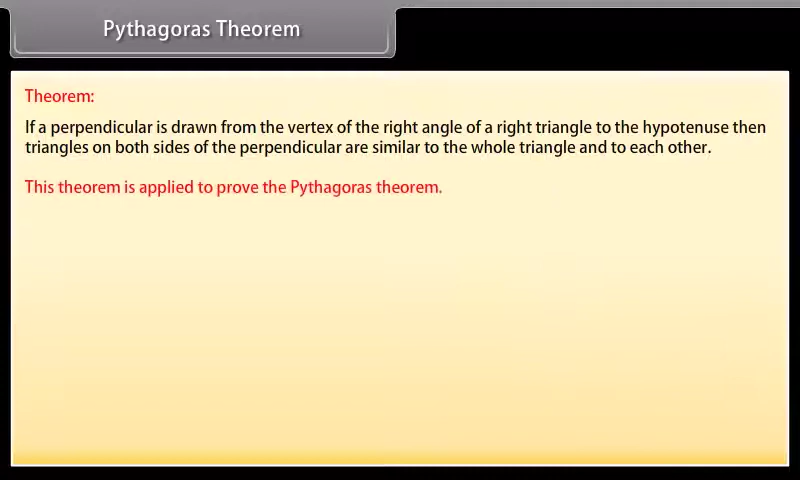 Pythagoras Theorem
Theorem:
If a perpendicular is drawn from the vertex of the right angle of a right triangle to the hypotenuse then
triangles on both sides of the perpendicular are similar to the whole triangle and to each other.
This theorem is applied to prove the Pythagoras theorem.